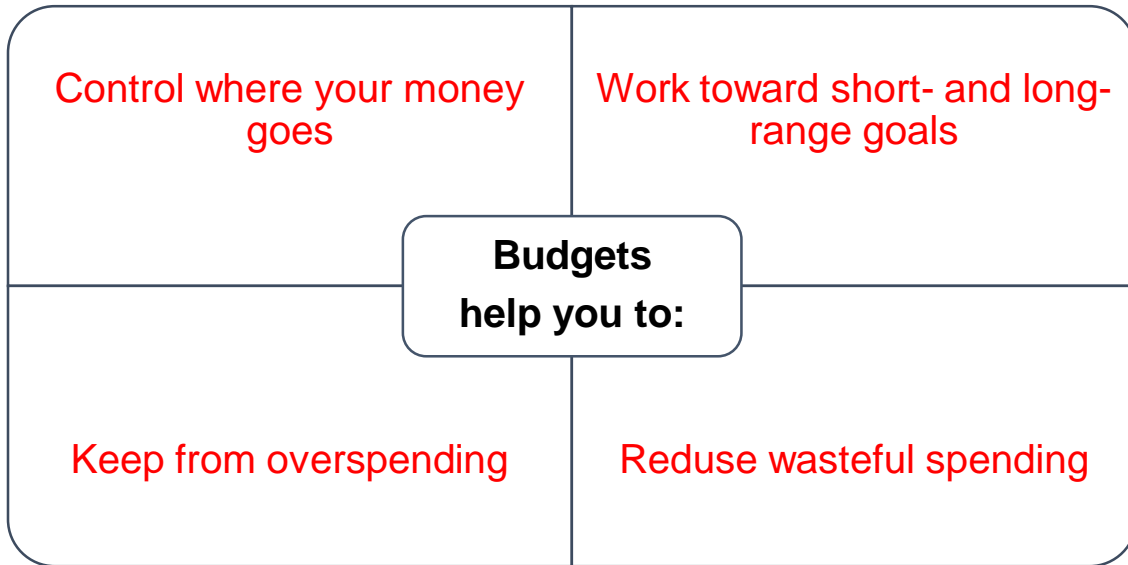 Control where your money
goes
Work toward short- and long-
range goals
Budgets
help you to:
Keep from overspending
Reduse wasteful spending